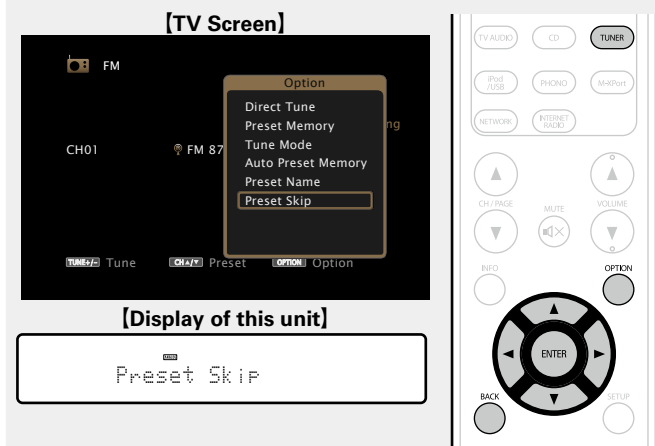 【TV Screen】
FM
Option
Direct Tune
Preset Memory
Tune Mode
Auto Preset Memory
Preset Name
Preset Skip
ng
CH01
FM 87
TUNE+/- Tune
CH▲/▼ Preset
OPTION Option
【Display of this unit】
Preset Skip
TV AUDIO
CD
TUNER
iPod
/USB
PHONO
M-XPort
NETWORK
INTERNET
RADIO
CH / PAGE
MUTE
VOLUME
INFO
OPTION
ENTER
BACK
SETUP